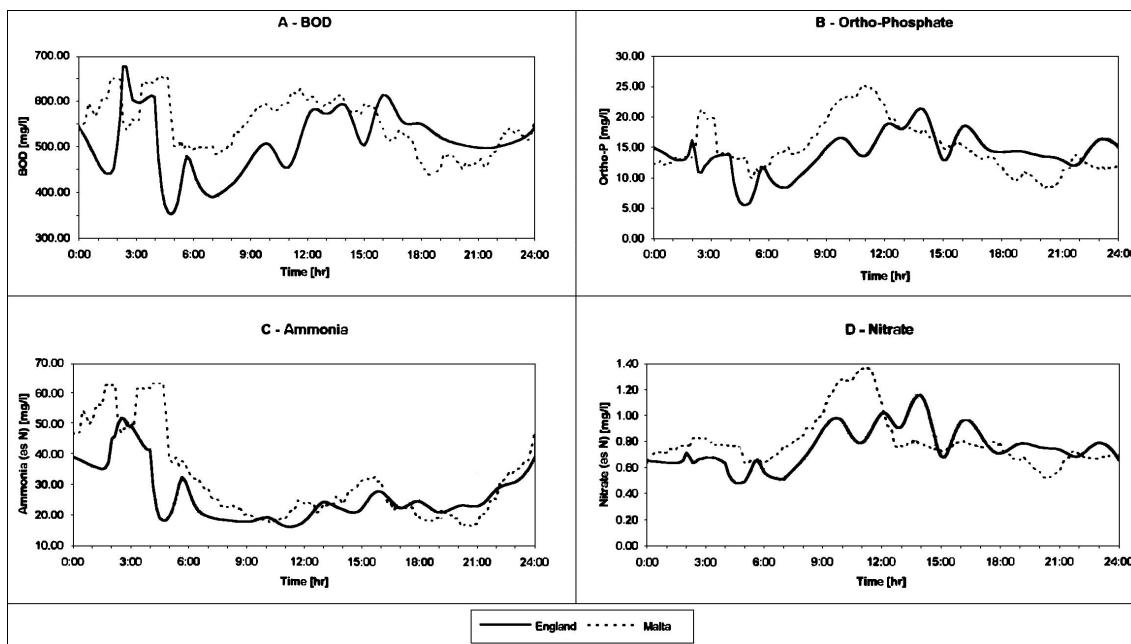 A - BOD
700.00
600.00
500.00
400.00
300.00
BOD [mg/l]
0:00 3:00 6:00 9:00 12:00 15:00 18:00 21:00 24:00
Time [hr]
B - Ortho-Phosphate
30.00
25.00
20.00
15.00
10.00
5.00
0.00
Ortho-P [mg/l]
0:00 3:00 6:00 9:00 12:00 15:00 18:00 21:00 24:00
Time [hr]
C - Ammonia
70.00
60.00
50.00
40.00
30.00
20.00
10.00
Ammonia (as N) [mg/l]
0:00 3:00 6:00 9:00 12:00 15:00 18:00 21:00 24:00
Time [hr]
D - Nitrate
1.40
1.20
1.00
0.80
0.60
0.40
0.20
0.00
Nitrate (as N) [mg/l]
0:00 3:00 6:00 9:00 12:00 15:00 18:00 21:00 24:00
Time [hr]
England Malta